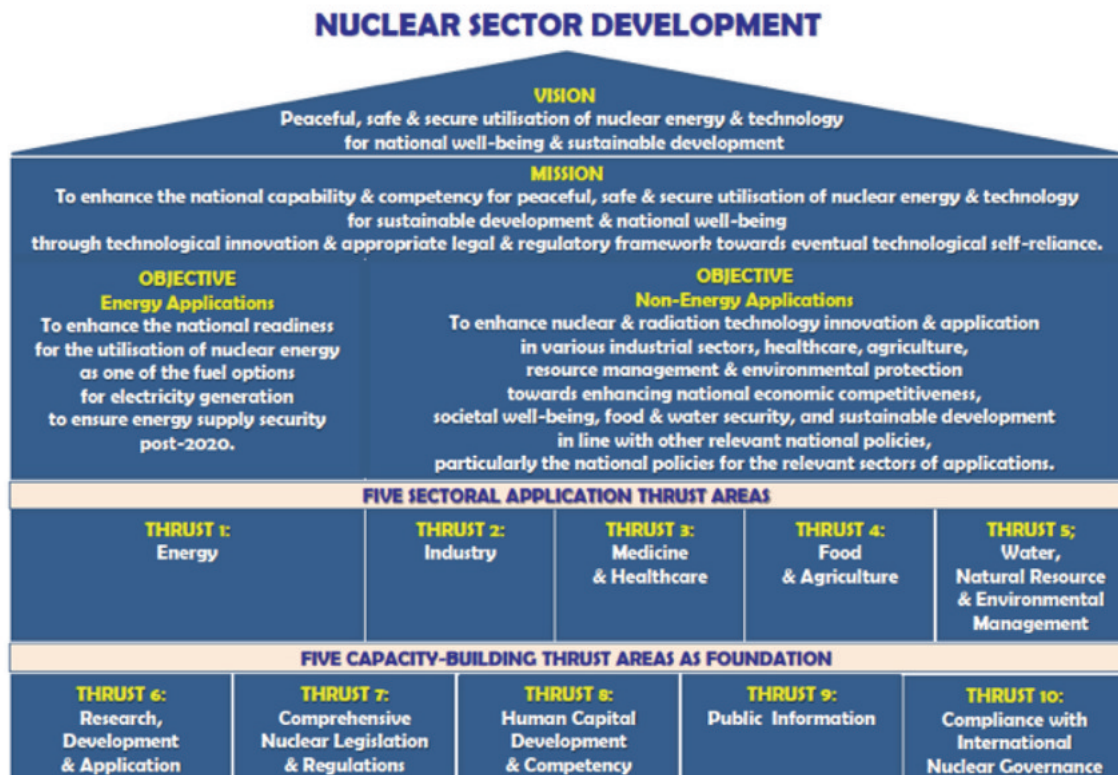 NUCLEAR SECTOR DEVELOPMENT
VISION
Peaceful, safe & secure utilisation of nuclear energy & technology
for national well-being & sustainable development
MISSION
To enhance the national capability & competency for peaceful, safe & secure utilisation of nuclear energy & technology
for sustainable development & national well-being
through technological innovation & appropriate legal & regulatory framework towards eventual technological self-reliance.
OBJECTIVE
Energy Applications
To enhance the national readiness
for the utilisation of nuclear energy
as one of the fuel options
for electricity generation
to ensure energy supply security
post-2020.
OBJECTIVE
Non-Energy Applications
To enhance nuclear & radiation technology innovation & application
in various industrial sectors, healthcare, agriculture,
resource management & environmental protection
towards enhancing national economic competitiveness,
societal well-being, food & water security, and sustainable development
in line with other relevant national policies,
particularly the national policies for the relevant sectors of applications.
FIVE SECTORAL APPLICATION THRUST AREAS
THRUST 1:
Energy
THRUST 2:
Industry
THRUST 3:
Medicine
& Healthcare
THRUST 4:
Food
& Agriculture
THRUST 5;
Water,
Natural Resource
& Environmental
Management
FIVE CAPACITY-BUILDING THRUST AREAS AS FOUNDATION
THRUST 6:
Research,
Development
& Application
THRUST 7:
Comprehensive
Nuclear Legislation
& Regulations
THRUST 8:
Human Capital
Development
& Competency
THRUST 9:
Public Information
THRUST 10:
Compliance with
International
Nuclear Governance